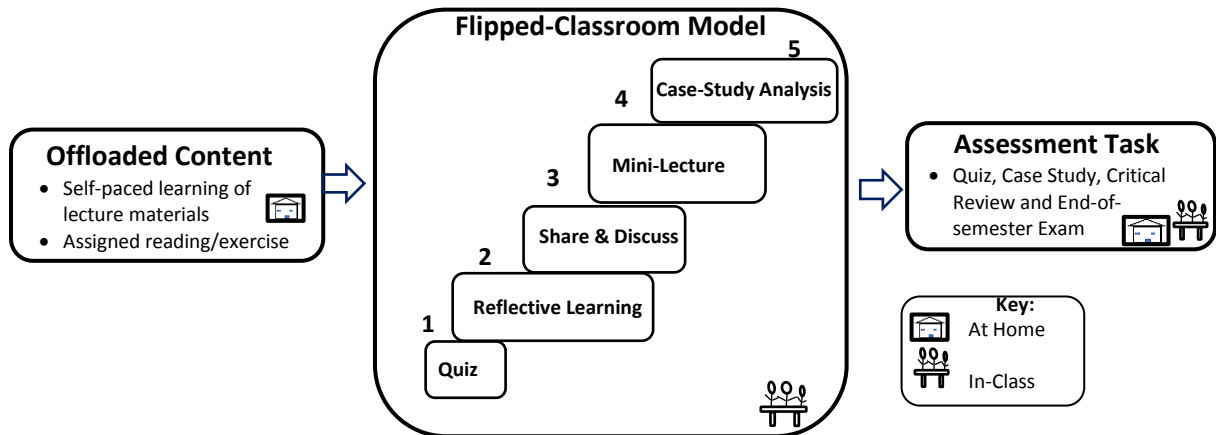 Flipped-Classroom Model
5
Case-Study Analysis
4
Mini-Lecture
3
Share & Discuss
2
Reflective Learning
1
Quiz
Offloaded Content
• Self-paced learning of
lecture materials
• Assigned reading/exercise
Assessment Task
• Quiz, Case Study, Critical
Review and End-of-
semester Exam
Key:
At Home
In-Class